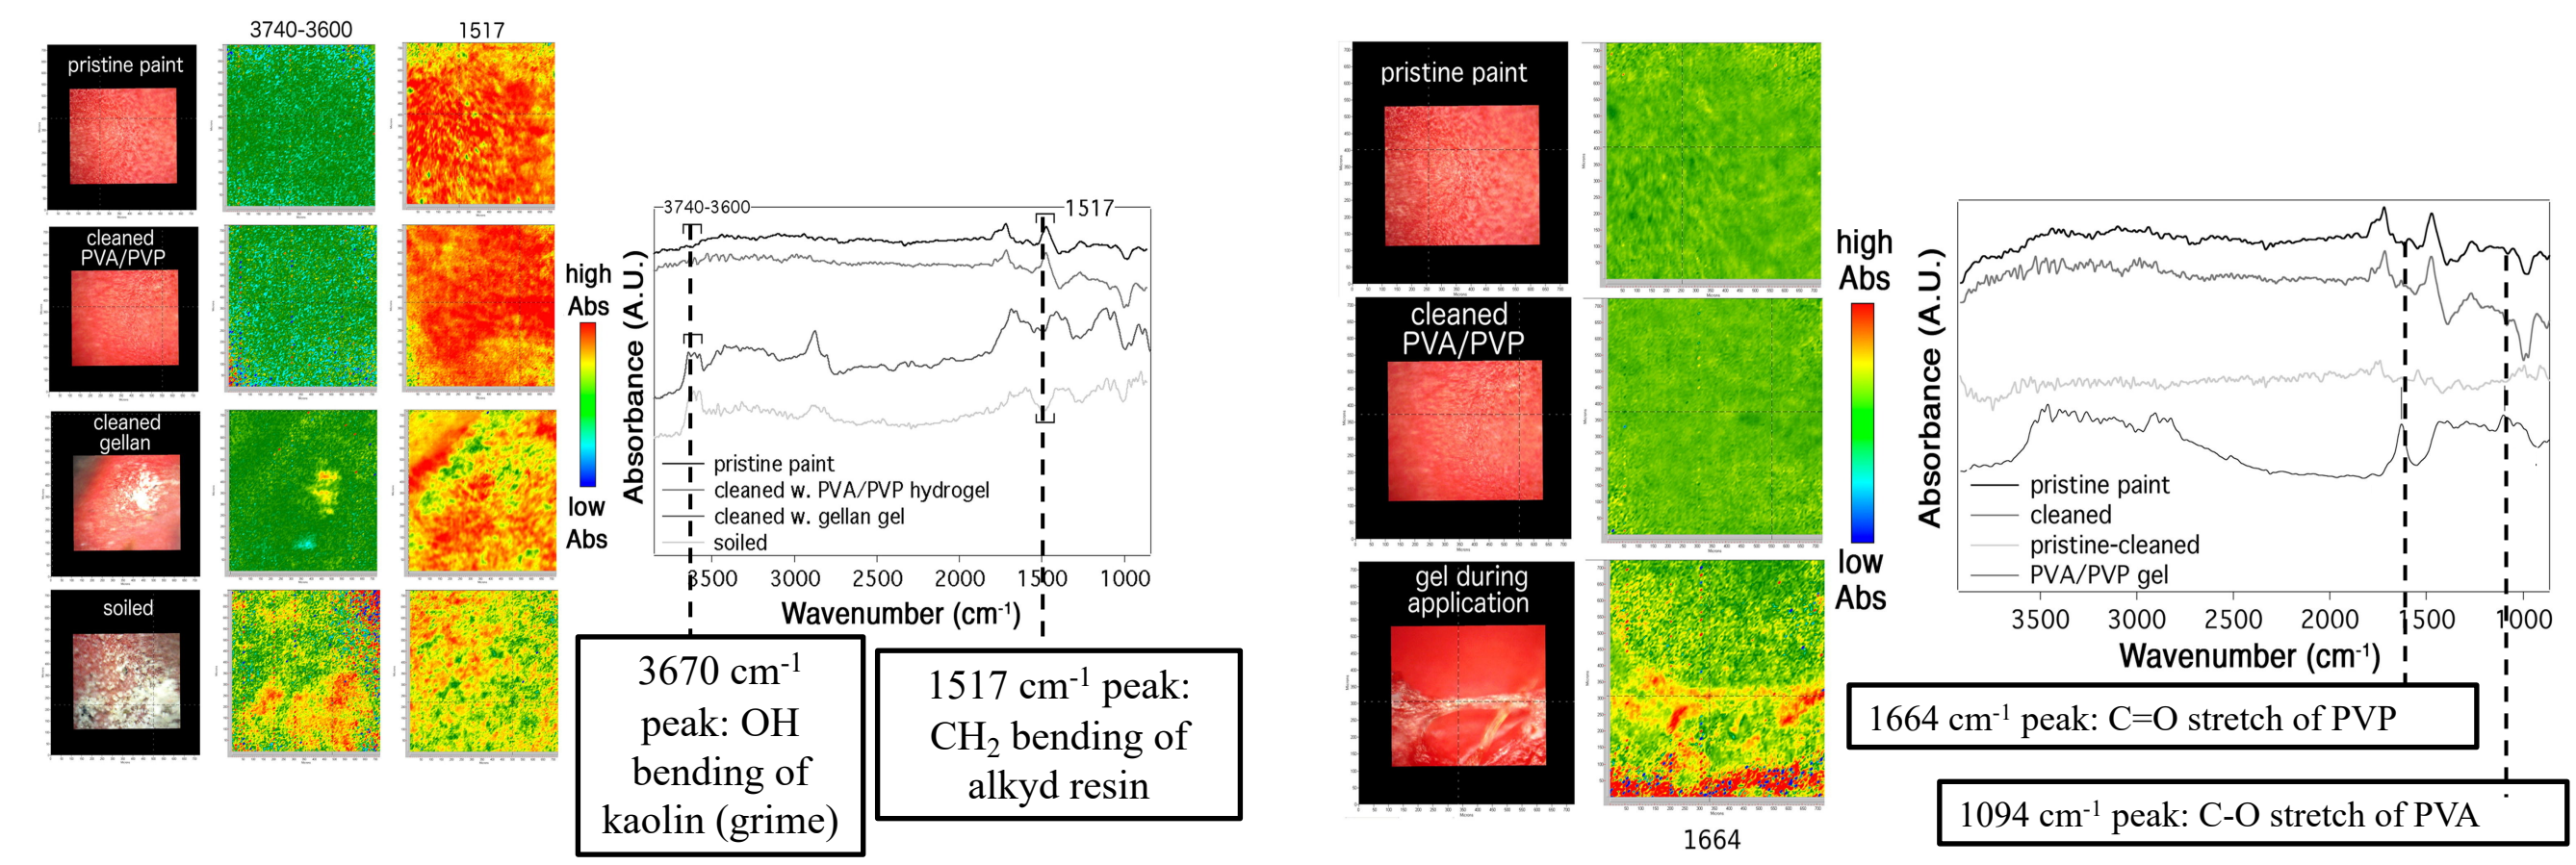 3740-3600
1517
pristine paint
cleaned
PVA/PVP
cleaned
gellan
soiled
high
Abs
low
Abs
3740-3600
1517
Absorbance (A.U.)
pristine paint
cleaned w. PVA/PVP hydrogel
cleaned w. gellan gel
soiled
3500 3000 2500 2000 1500 1000
Wavenumber (cm-1)
3670 cm-1
peak: OH
bending of
kaolin (grime)
1517 cm-1 peak:
CH2 bending of
alkyd resin
pristine paint
cleaned
PVA/PVP
gel during
application
1664
high
Abs
low
Abs
Absorbance (A.U.)
pristine paint
cleaned
pristine-cleaned
PVA/PVP gel
3500 3000 2500 2000 1500 1000
Wavenumber (cm-1)
1664 cm-1 peak: C=O stretch of PVP
1094 cm-1 peak: C-O stretch of PVA